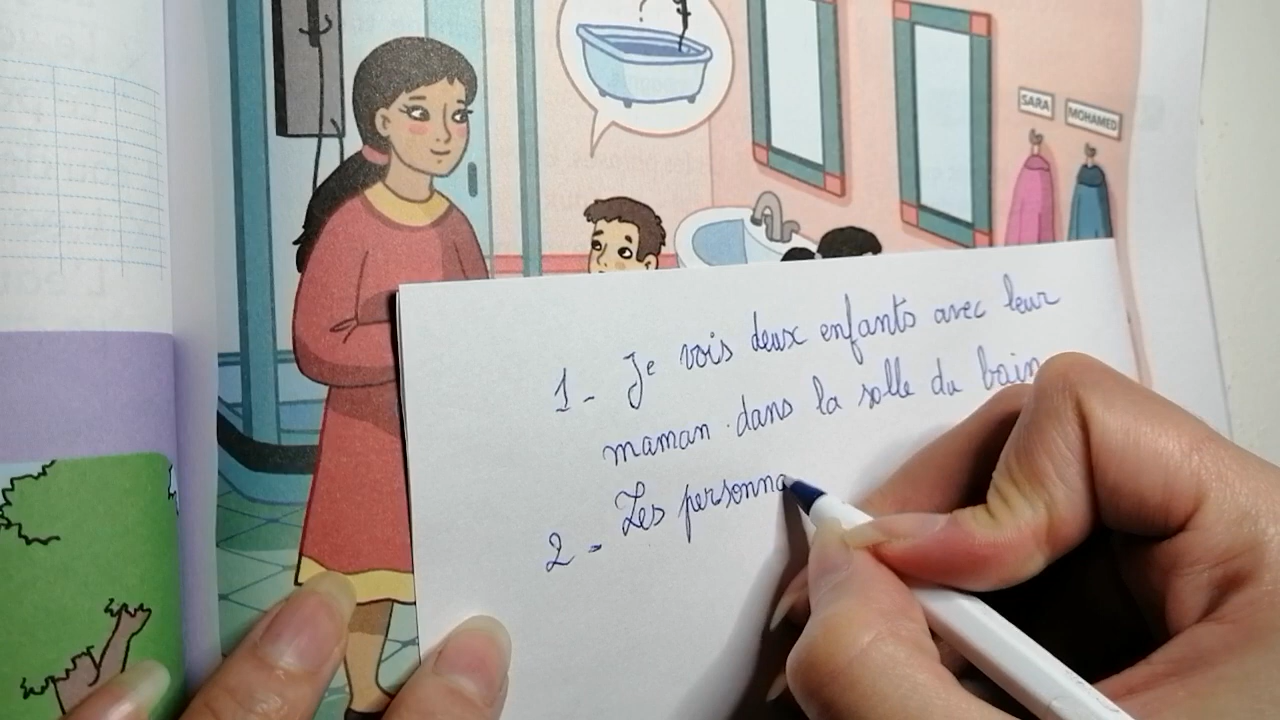 SARA
MOHAMED
1- Je vois deux enfants avec leur
maman dans la salle du bain
2- Les personna